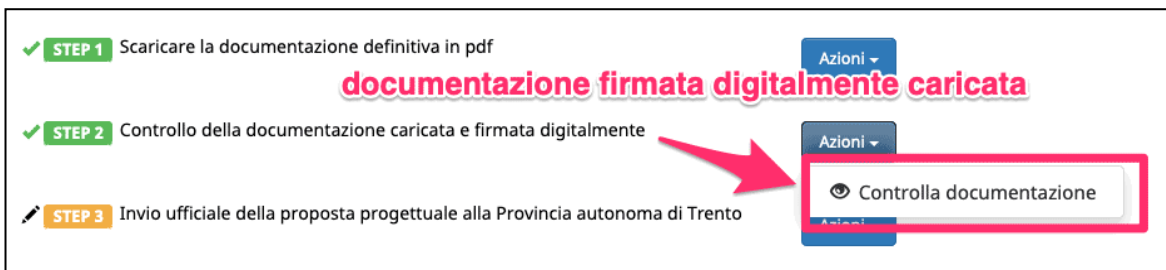 STEP 1 Scaricare la documentazione definitiva in pdf
Azioni
documentazione firmata digitalmente caricata
STEP 2 Controllo della documentazione caricata e firmata digitalmente
Azioni
Controlla documentazione
STEP 3 Invio ufficiale della proposta progettuale alla Provincia autonoma di Trento
Azioni